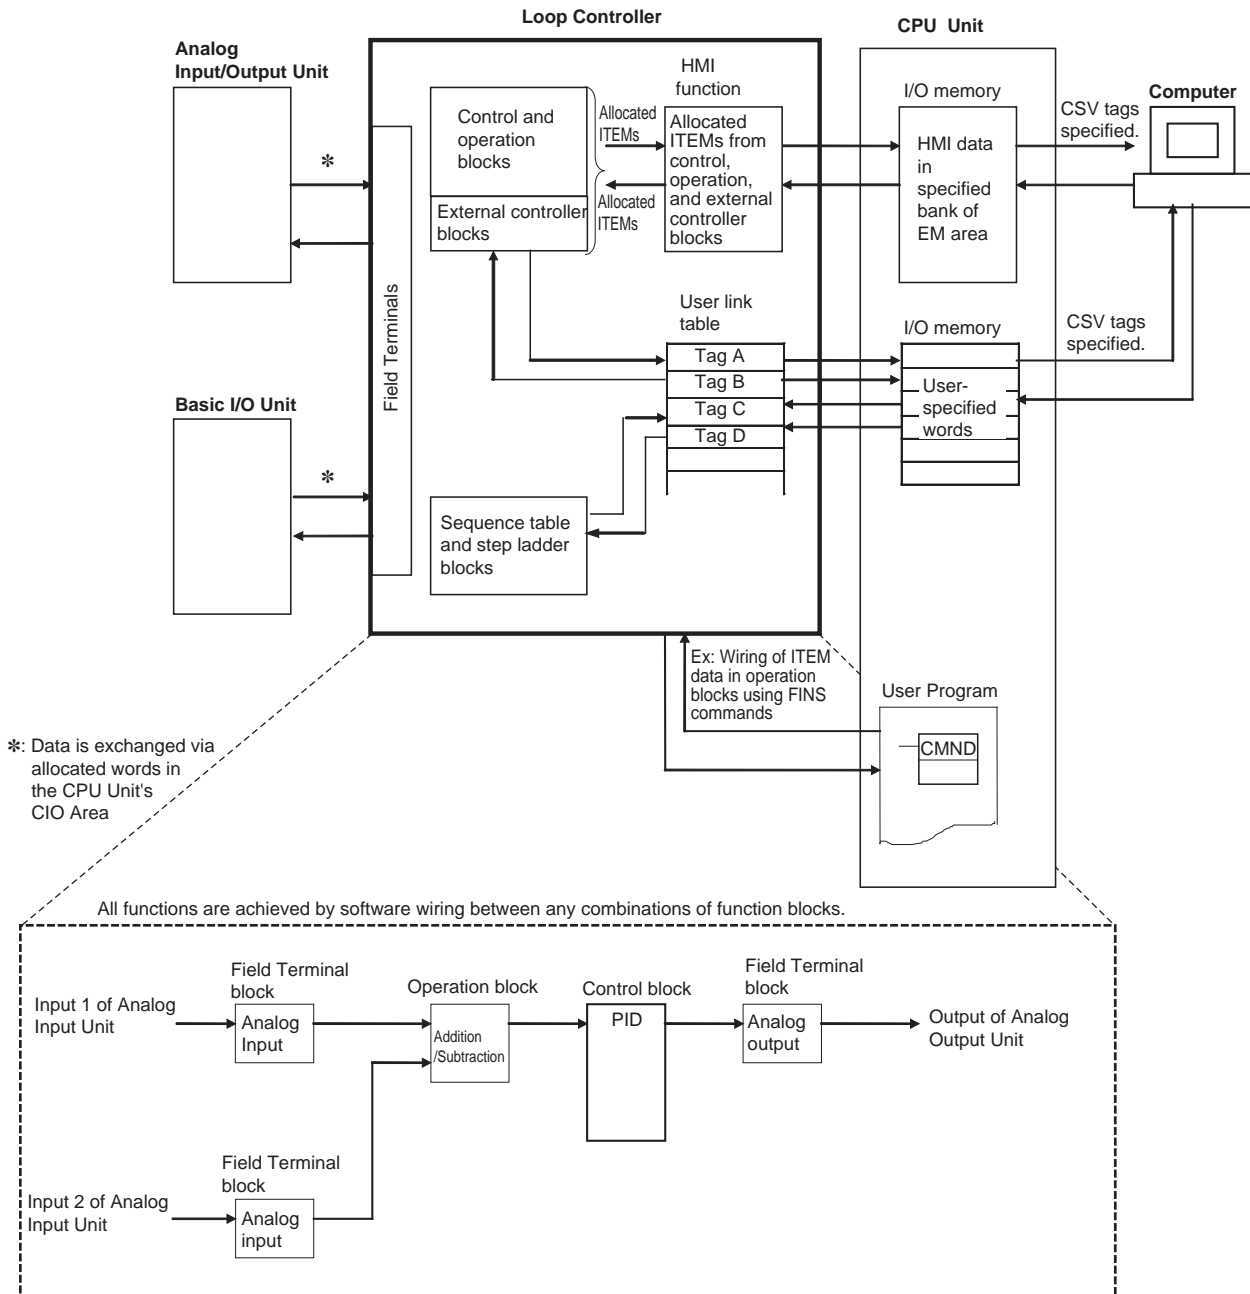 Loop Controller
CPU Unit
Analog
Input/Output Unit
HMI
function
I/O memory
CSV tags
specified.
Computer
Control and
operation
blocks
External controller
blocks
Allocated
ITEMs
Allocated
ITEMs
Allocated
ITEMs from
control,
operation,
and external
controller
blocks
HMI data
in
specified
bank of
EM area
*
Field Terminals
User link
table
Tag A
Tag B
Tag C
Tag D
I/O memory
User-
specified
words
CSV tags
specified.
Basic I/O Unit
*
Sequence table
and step ladder
blocks
Ex: Wiring of ITEM
data in operation
blocks using FINS
commands
User Program
CMND
*: Data is exchanged via
allocated words in
the CPU Unit's
CIO Area
All functions are achieved by software wiring between any combinations of function blocks.
Input 1 of Analog
Input Unit
Field Terminal
block
Analog
Input
Operation block
Addition
/Subtraction
Control block
PID
Field Terminal
block
Analog
output
Output of Analog
Output Unit
Input 2 of Analog
Input Unit
Field Terminal
block
Analog
input